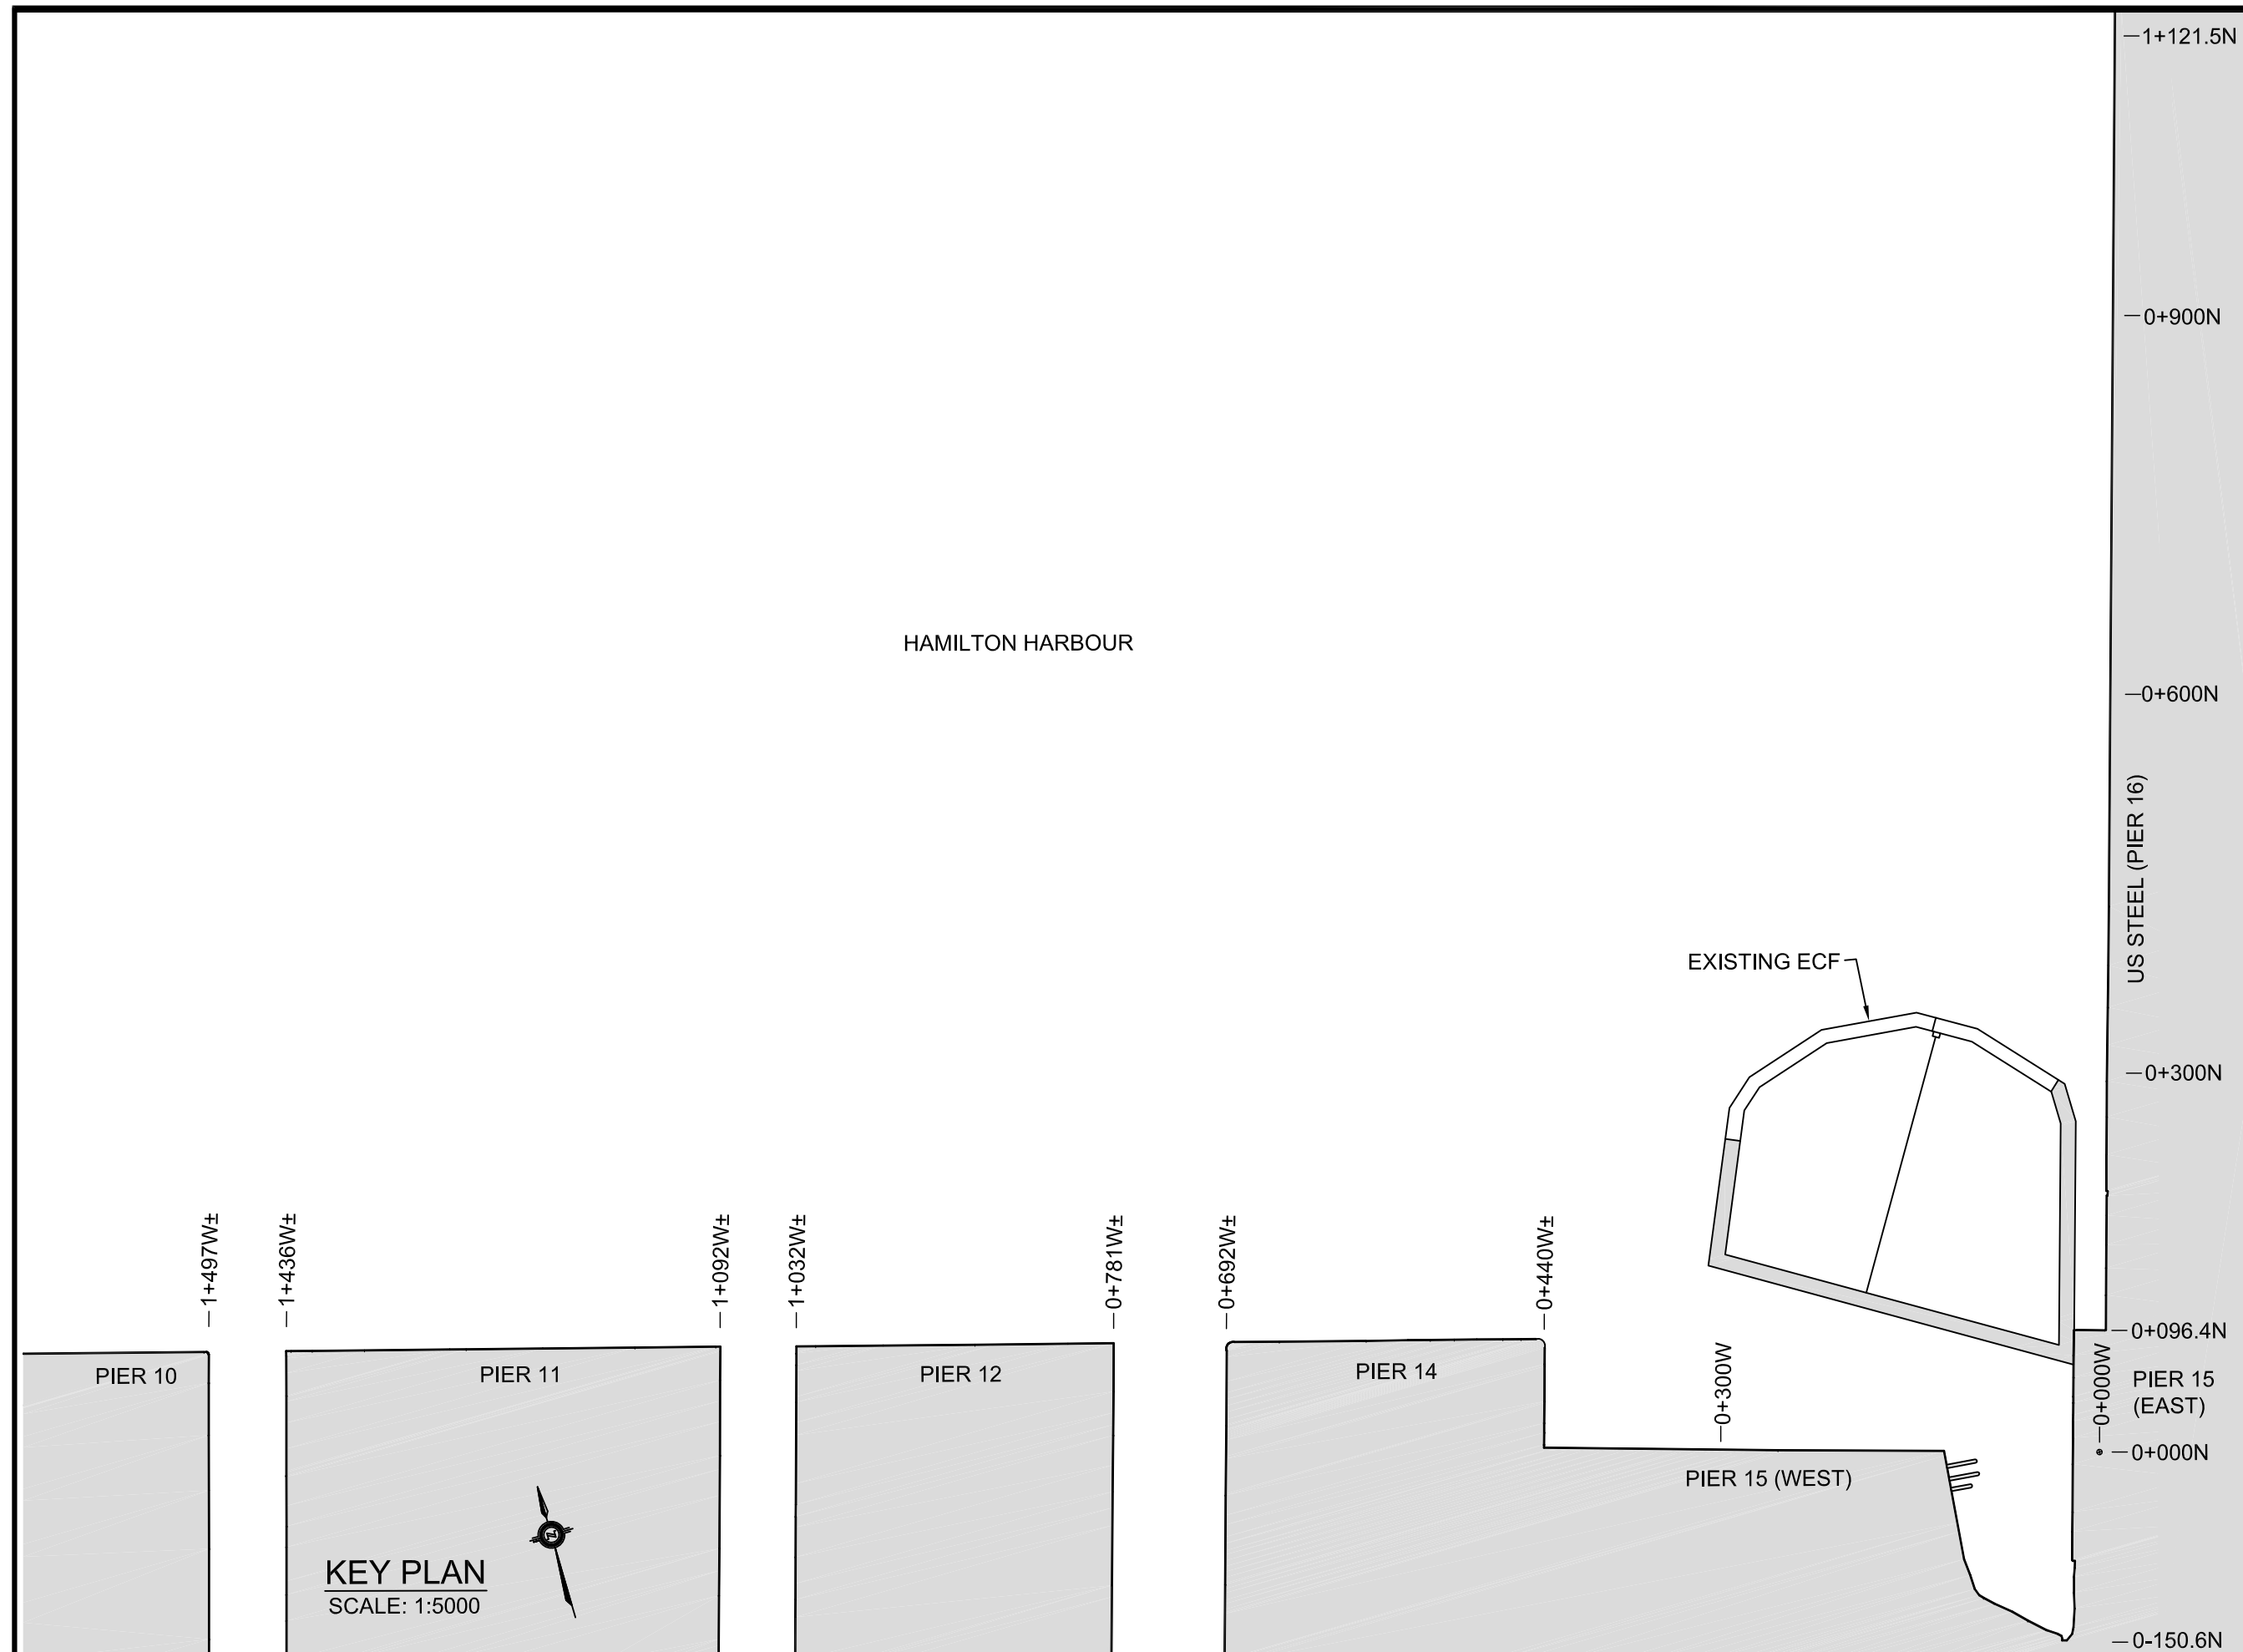 1+121.5N
0+900N
HAMILTON HARBOUR
0+600N
US STEEL (PIER 16)
EXISTING ECF
0+300N
1+497W±
1+436W±
1+092W±
1+032W±
0+781W±
0+692W±
0+440W±
0+096.4N
PIER 10
PIER 11
PIER 12
PIER 14
0+300W
0+000W
PIER 15
(EAST)
0+000N
PIER 15 (WEST)
N
KEY PLAN
SCALE: 1:5000
0-150.6N